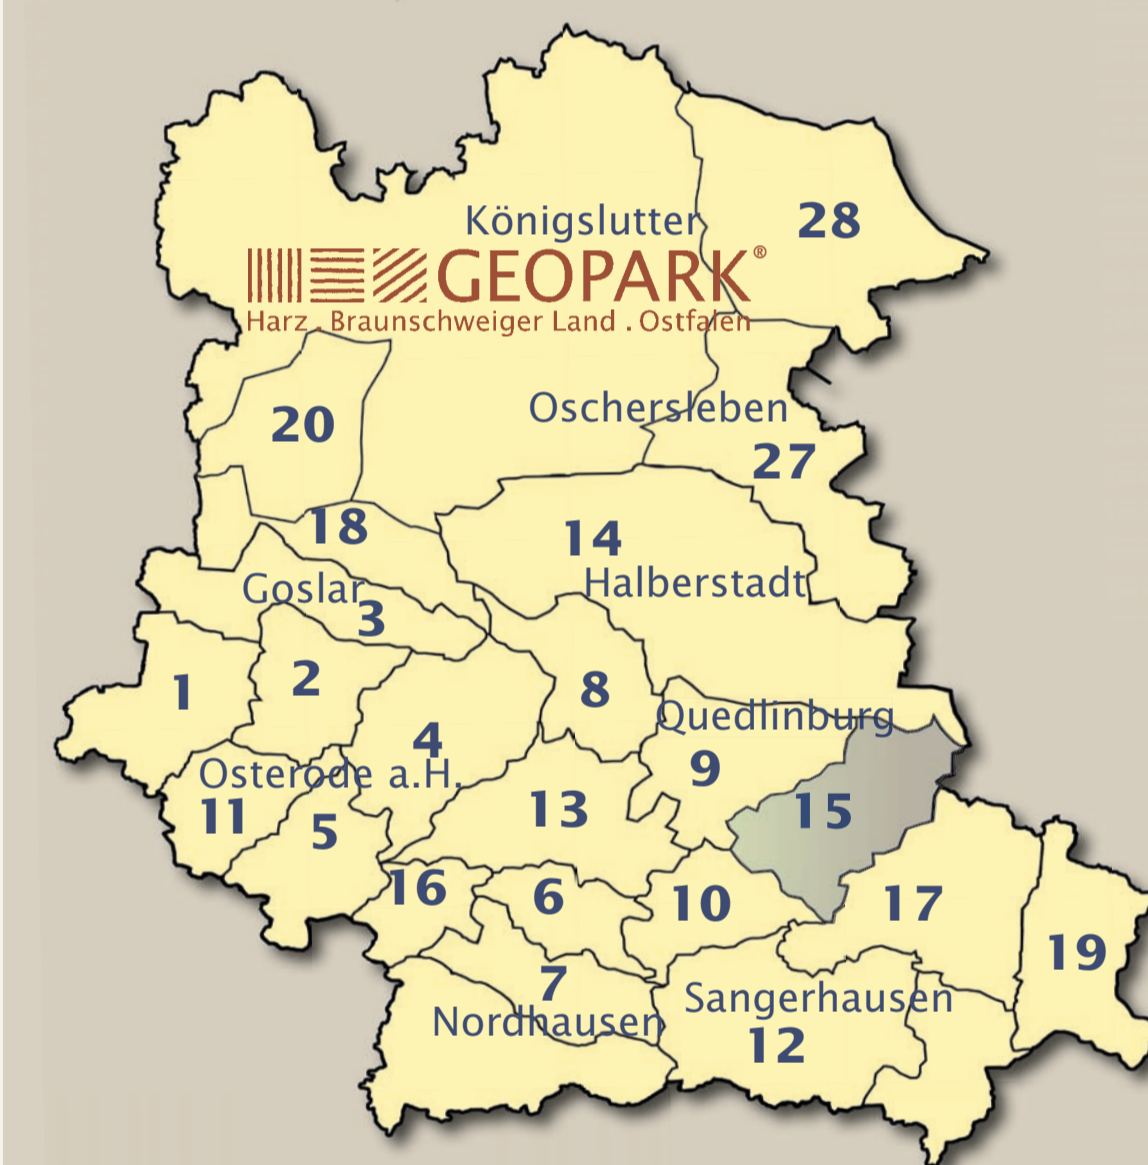 Königslutter
28
GEOPARK®
Harz . Braunschweiger Land . Ostfalen
Oschersleben
20
27
18
14
Goslar
Halberstadt
3
2
1
8
Quedlinburg
4
9
Osterode a.H.
11
5
13
15
16
6
10
17
19
7
Sangerhausen
Nordhausen
12